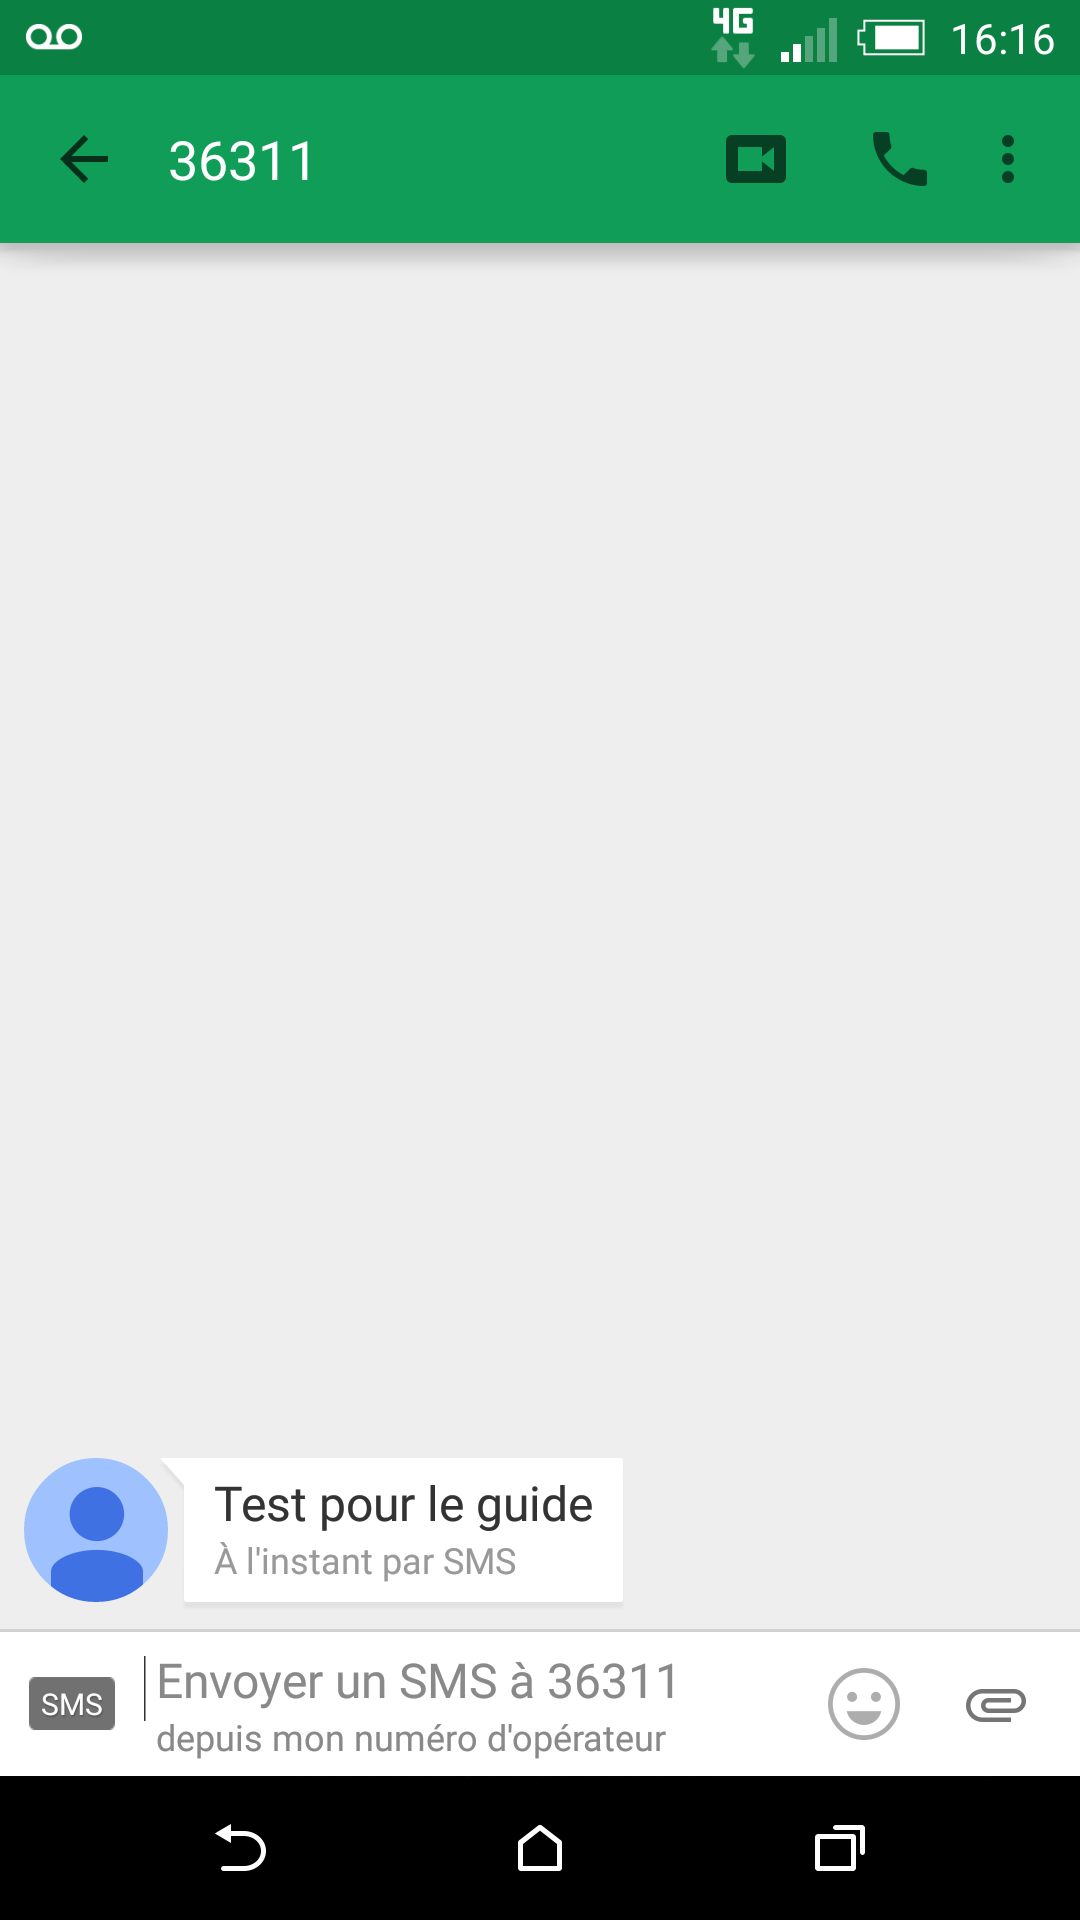 4G
16:16
36311
Test pour le guide
À l'instant par SMS
SMS
Envoyer un SMS à 36311
depuis mon numéro d'opérateur